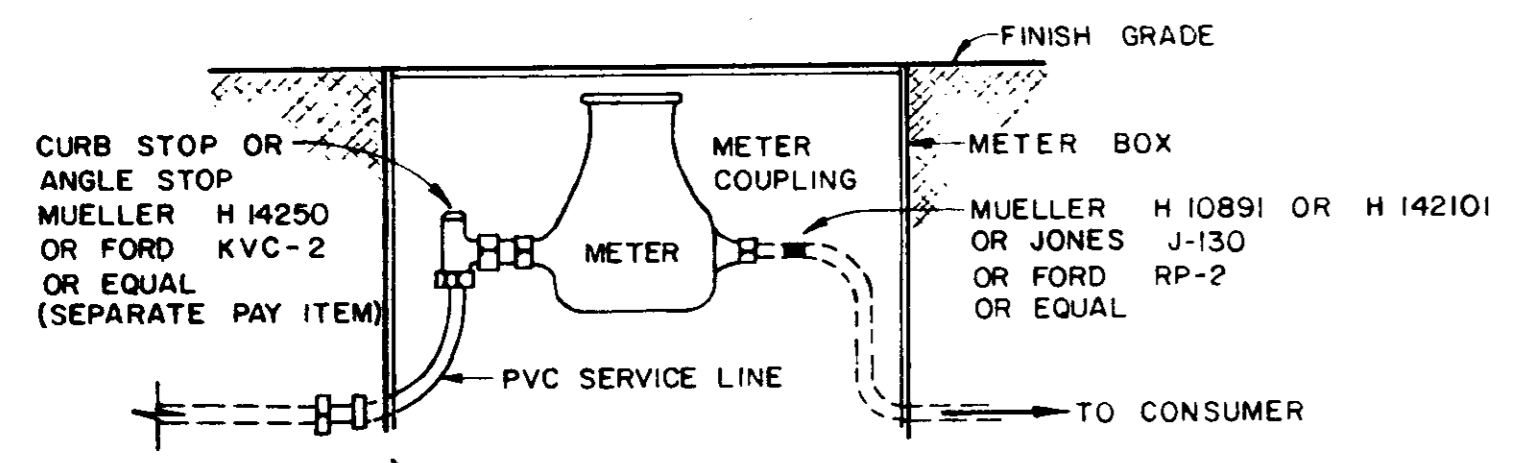 FINISH GRADE
CURB STOP OR
ANGLE STOP
MUELLER H 14250
OR FORD KVC-2
OR EQUAL
(SEPARATE PAY ITEM)
METER
COUPLING
METER BOX
MUELLER H 10891 OR H 142101
OR JONES J-130
OR FORD RP-2
OR EQUAL
METER
PVC SERVICE LINE
TO CONSUMER